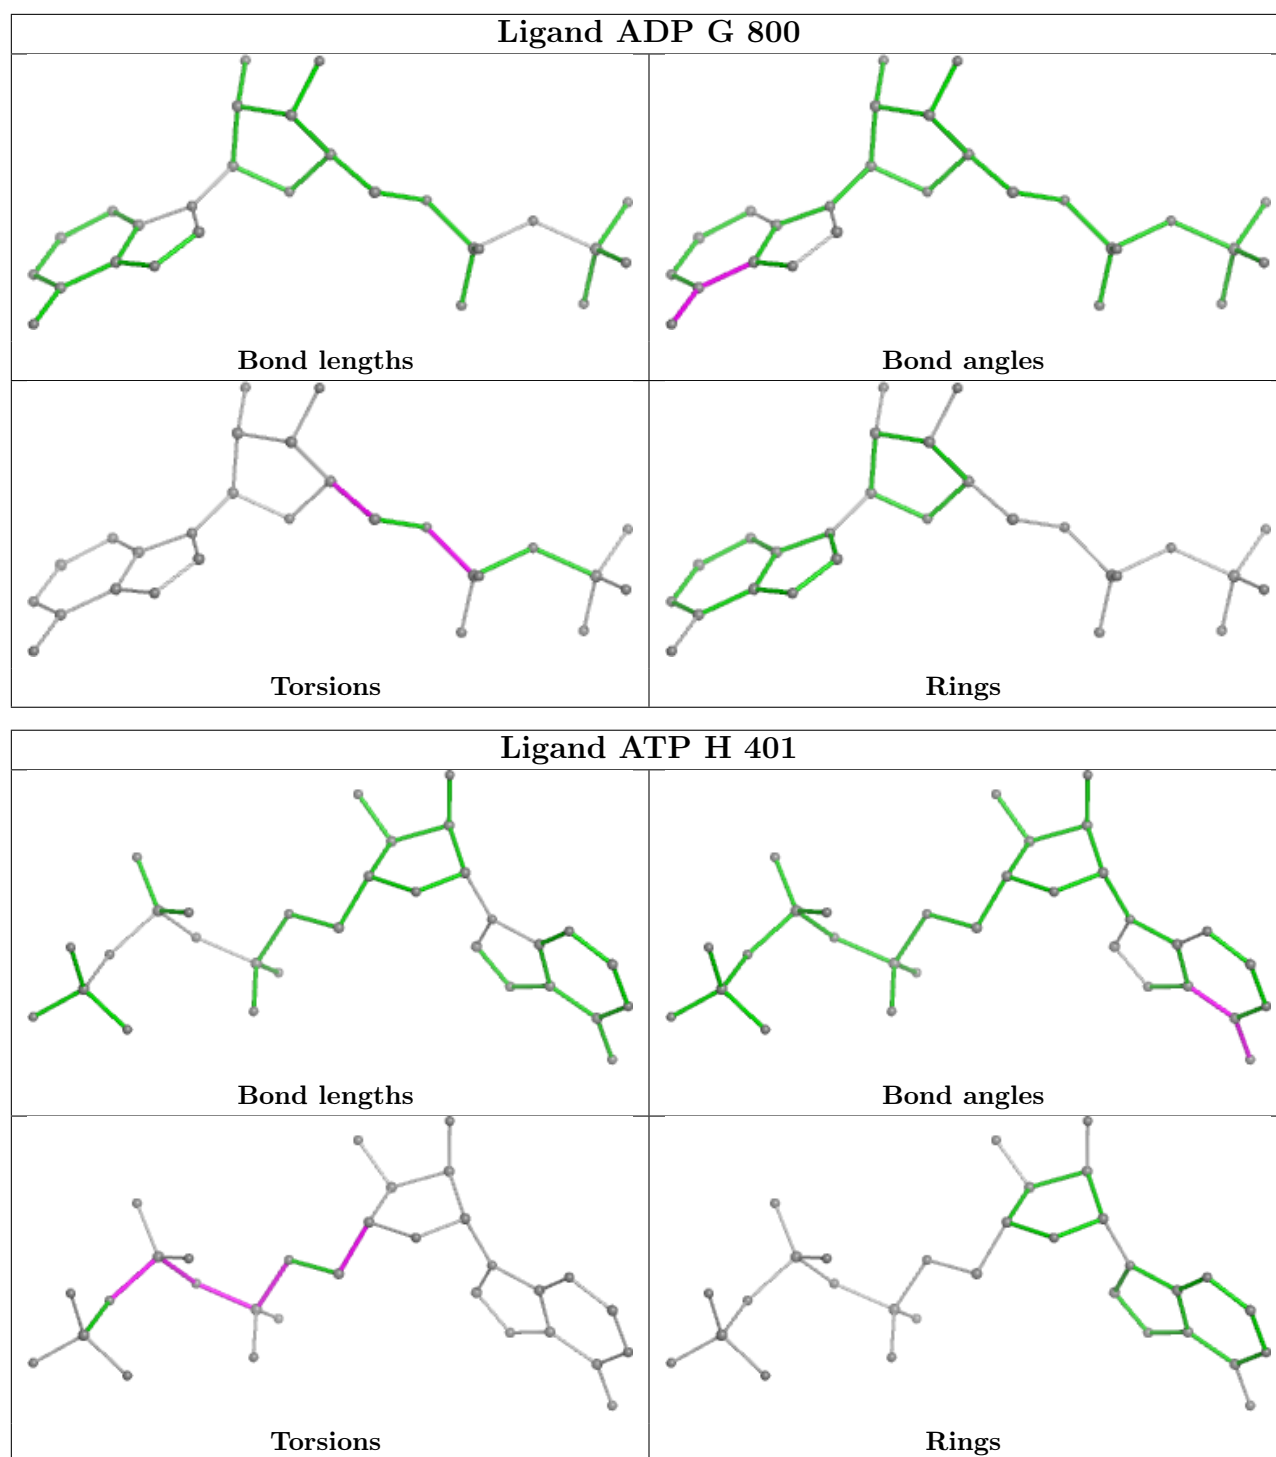 Ligand ADP G 800
Bond lengths
Bond angles
Torsions
Rings
Ligand ATP H 401
Bond lengths
Bond angles
Torsions
Rings